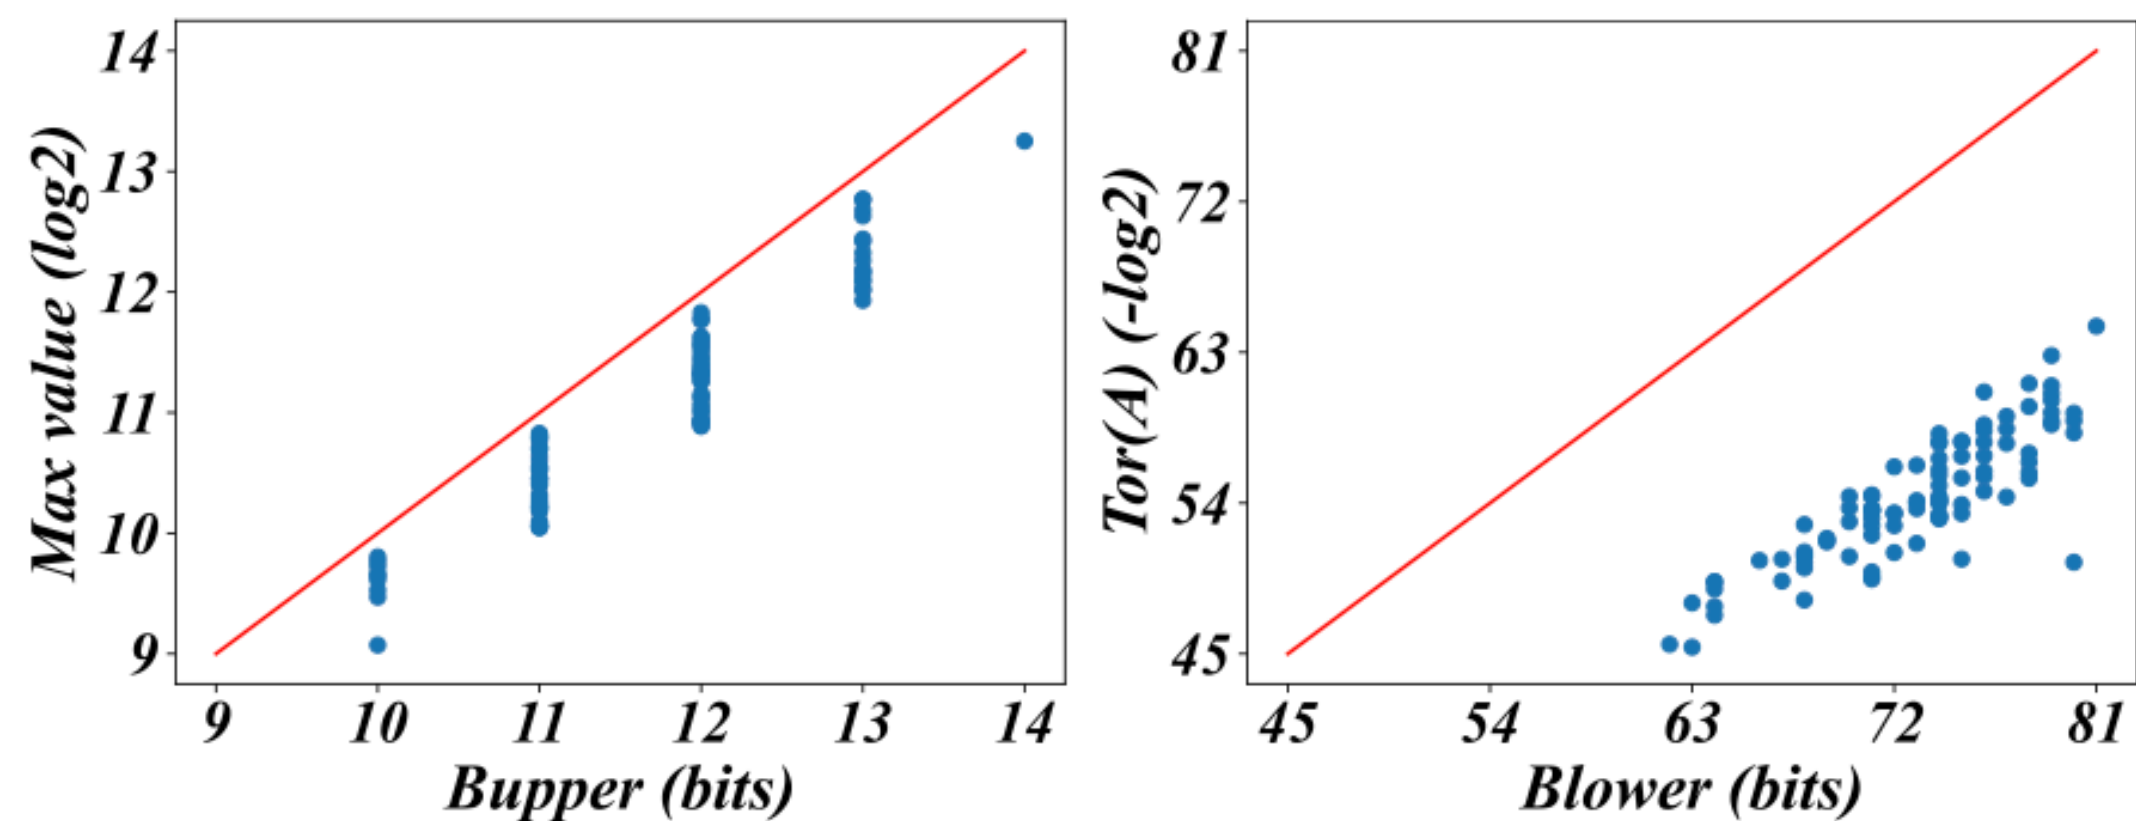 Max value (log2)
14
13
12
11
10
9
9 10 11 12 13 14
Bupper (bits)
Tor(A) (-log2)
81
72
63
54
45
45 54 63 72 81
Blower (bits)